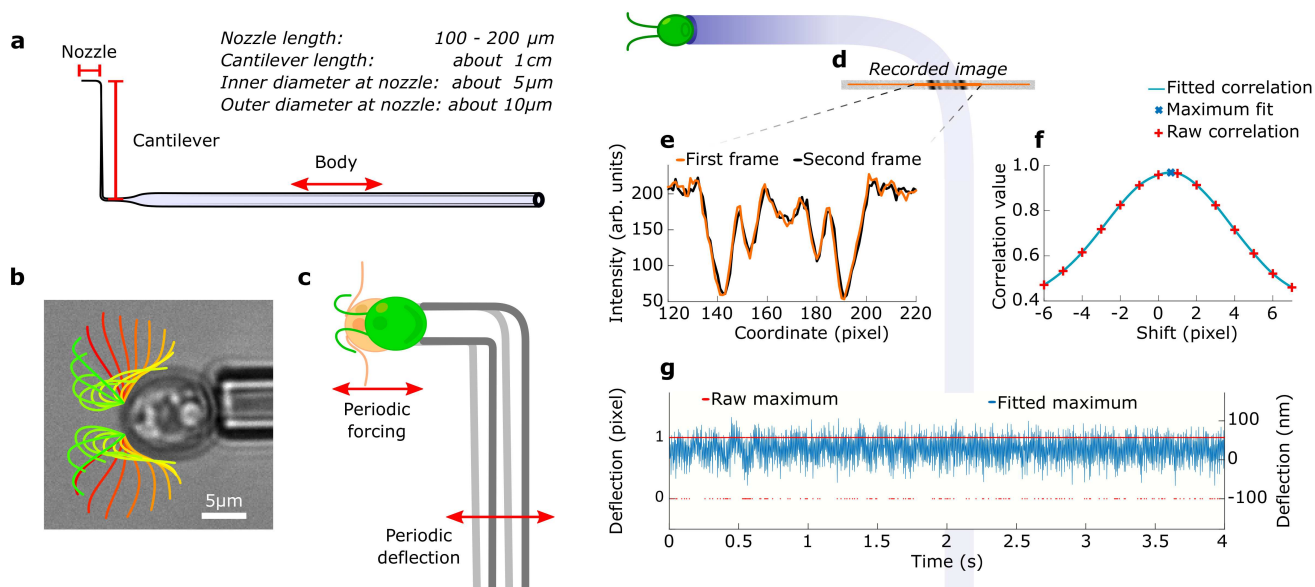 a
Nozzle
Nozzle length: 100 - 200 μm
Cantilever length: about 1cm
Inner diameter at nozzle: about 5μm
Outer diameter at nozzle: about 10μm
Cantilever
Body
b
5μm
c
Periodic
forcing
Periodic
deflection
d
Recorded image
e
First frame
Second frame
Intensity (arb. units)
200
150
100
50
120
140
160
180
200
220
Coordinate (pixel)
f
Fitted correlation
Maximum fit
Raw correlation
Correlation value
1.0
0.8
0.6
0.4
-6
-4
-2
0
2
4
6
Shift (pixel)
g
Raw maximum
Fitted maximum
Deflection (pixel)
1
0
Deflection (nm)
100
0
-100
0
0.5
1
1.5
2
2.5
3
3.5
4
Time (s)